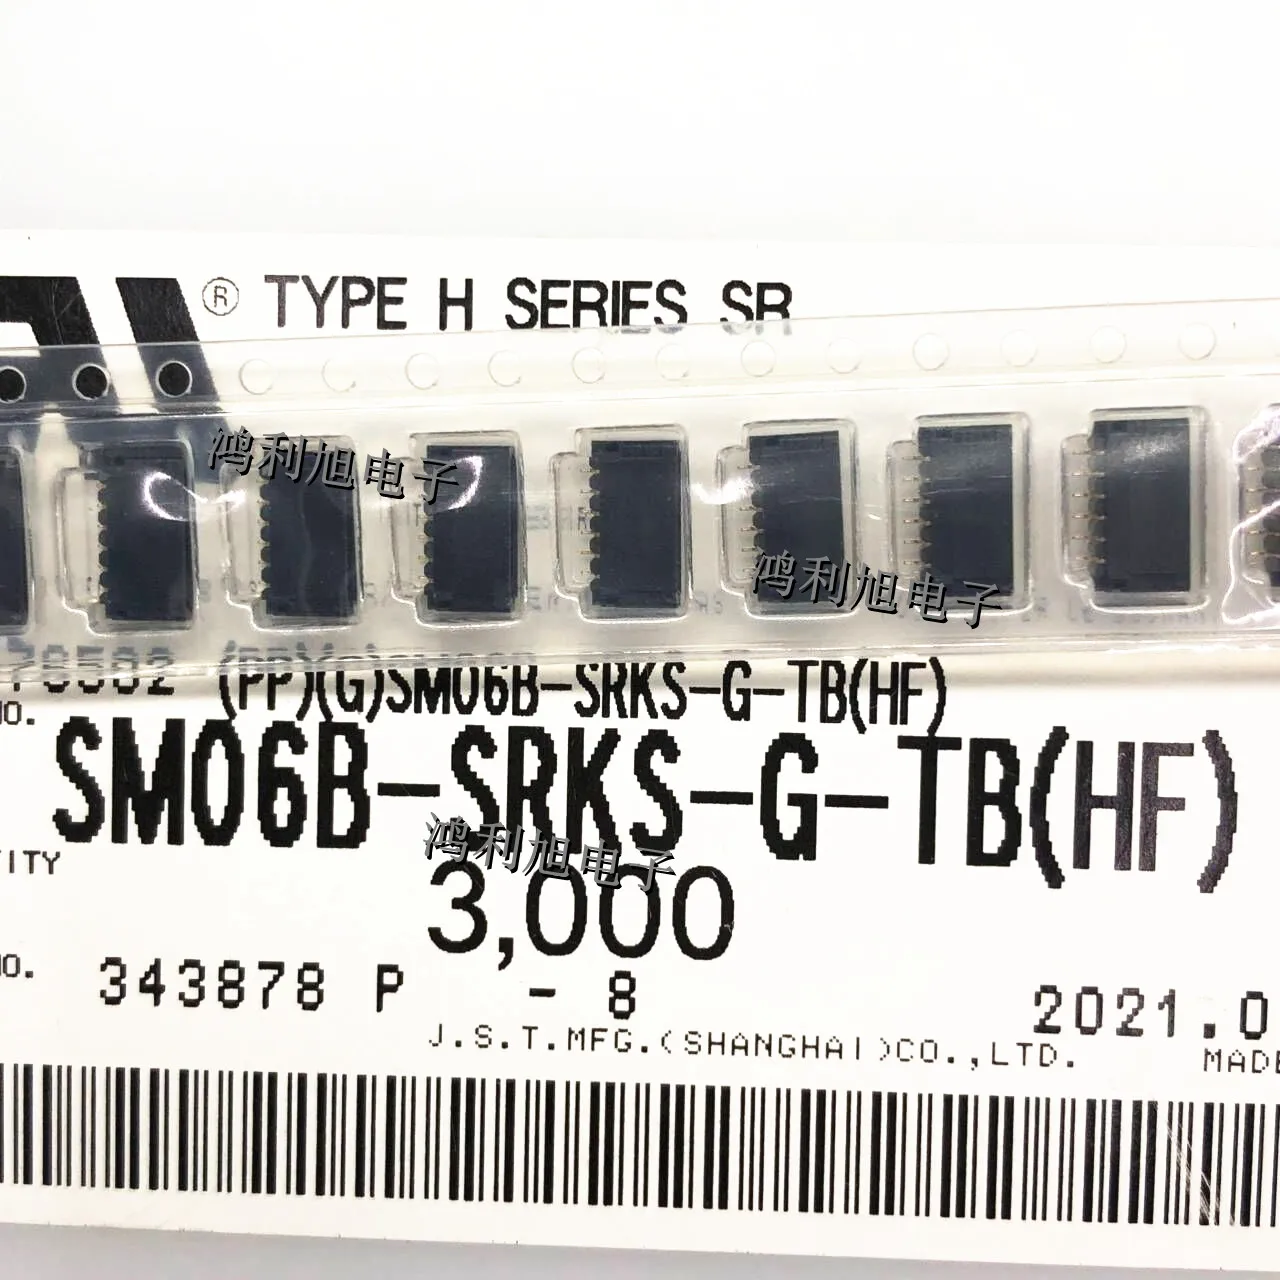 ® TYPE H SERIES SR
鸿利旭电子
鸿利旭电子
(PP)(G)SM06B-SRKS-G-TB(HF)
NO.
SM06B-SRKS-G-TB(HF)
鸿利旭电子
TITY
3,000
NO.
343878 P - 8
2021.0
J.S.T.MFG.(SHANGHAI)CO.,LTD.
MADE